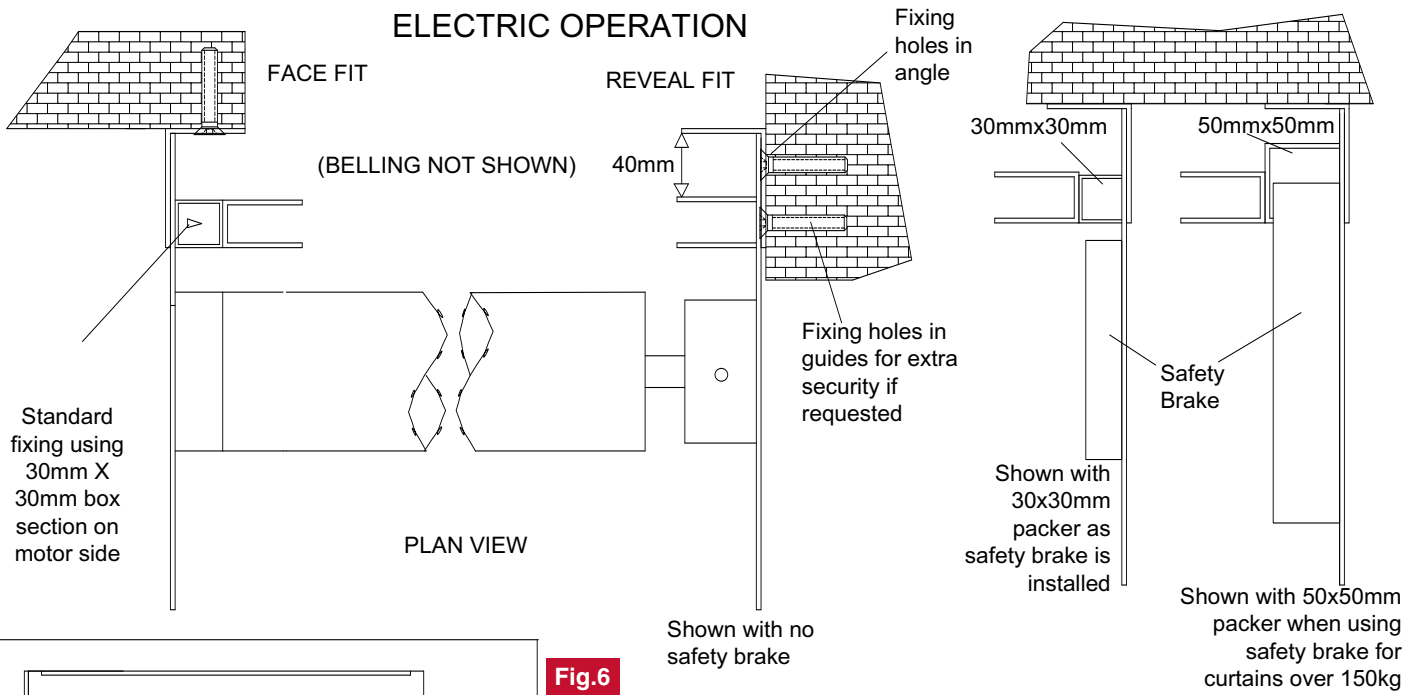 ELECTRIC OPERATION
FACE FIT
REVEAL FIT
Fixing
holes in
angle
(BELLING NOT SHOWN)
40mm
30mmx30mm
50mmx50mm
Standard
fixing using
30mm X
30mm box
section on
motor side
Fixing holes in
guides for extra
security if
requested
Safety
Brake
PLAN VIEW
Shown with no
safety brake
Shown with
30x30mm
packer as
safety brake is
installed
Shown with 50x50mm
packer when using
safety brake for
curtains over 150kg
Fig.6